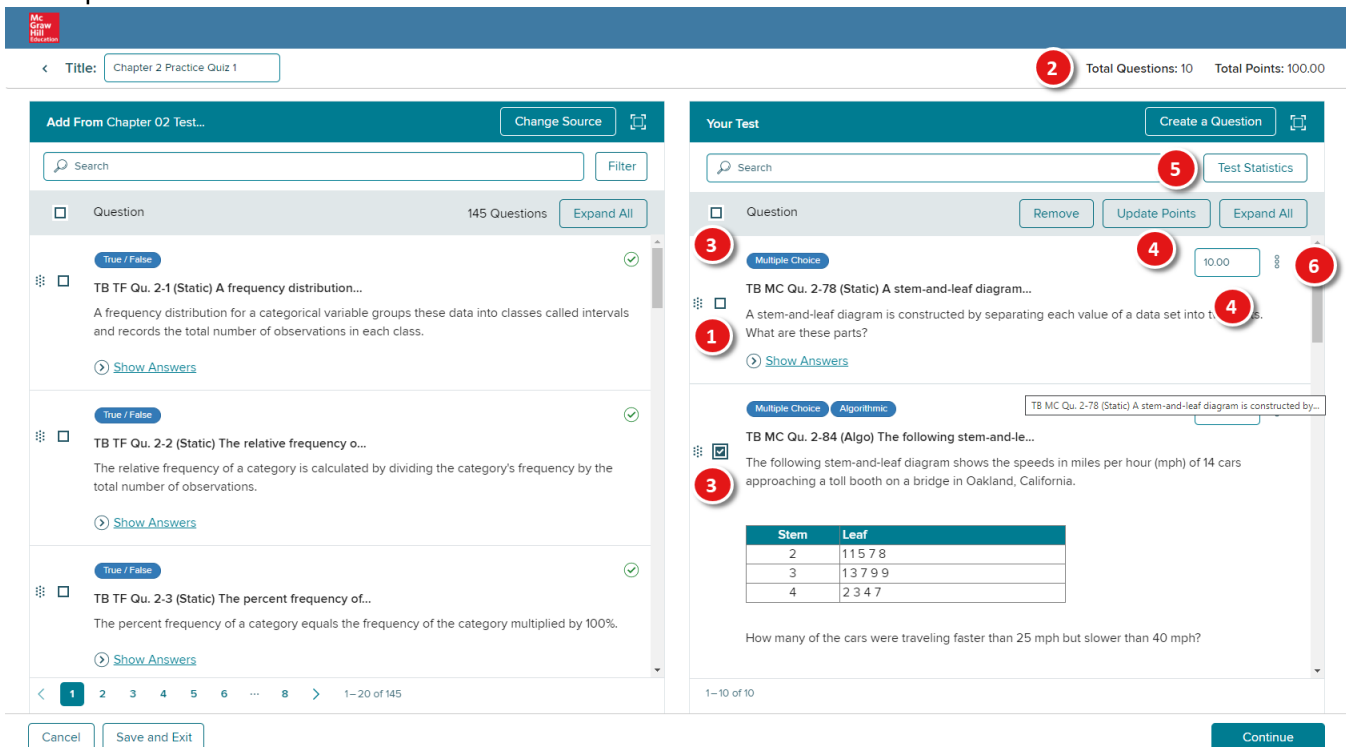 Mc
Graw
Hill
Education
Title: Chapter 2 Practice Quiz 1
2 Total Questions: 10 Total Points: 100.00
Add From Chapter 02 Test... Change Source
Search Filter
Question 145 Questions Expand All
True / False
TB TF Qu. 2-1 (Static) A frequency distribution...
A frequency distribution for a categorical variable groups these data into classes called intervals
and records the total number of observations in each class.
Show Answers
True / False
TB TF Qu. 2-2 (Static) The relative frequency o...
The relative frequency of a category is calculated by dividing the category's frequency by the
total number of observations.
Show Answers
True / False
TB TF Qu. 2-3 (Static) The percent frequency of...
The percent frequency of a category equals the frequency of the category multiplied by 100%.
Show Answers
1 2 3 4 5 6 ... 8 1–20 of 145
Your Test Create a Question
Search 5 Test Statistics
Question Remove Update Points Expand All
3 Multiple Choice 4 10.00 6
TB MC Qu. 2-78 (Static) A stem-and-leaf diagram...
A stem-and-leaf diagram is constructed by separating each value of a data set into 4
1 What are these parts?
Show Answers
Multiple Choice Algorithmic TB MC Qu. 2-78 (Static) A stem-and-leaf diagram is constructed by...
TB MC Qu. 2-84 (Algo) The following stem-and-le...
The following stem-and-leaf diagram shows the speeds in miles per hour (mph) of 14 cars
3 approaching a toll booth on a bridge in Oakland, California.
Stem Leaf
2 1 1 5 7 8
3 1 3 7 9 9
4 2 3 4 7
How many of the cars were traveling faster than 25 mph but slower than 40 mph?
1–10 of 10
Cancel Save and Exit Continue